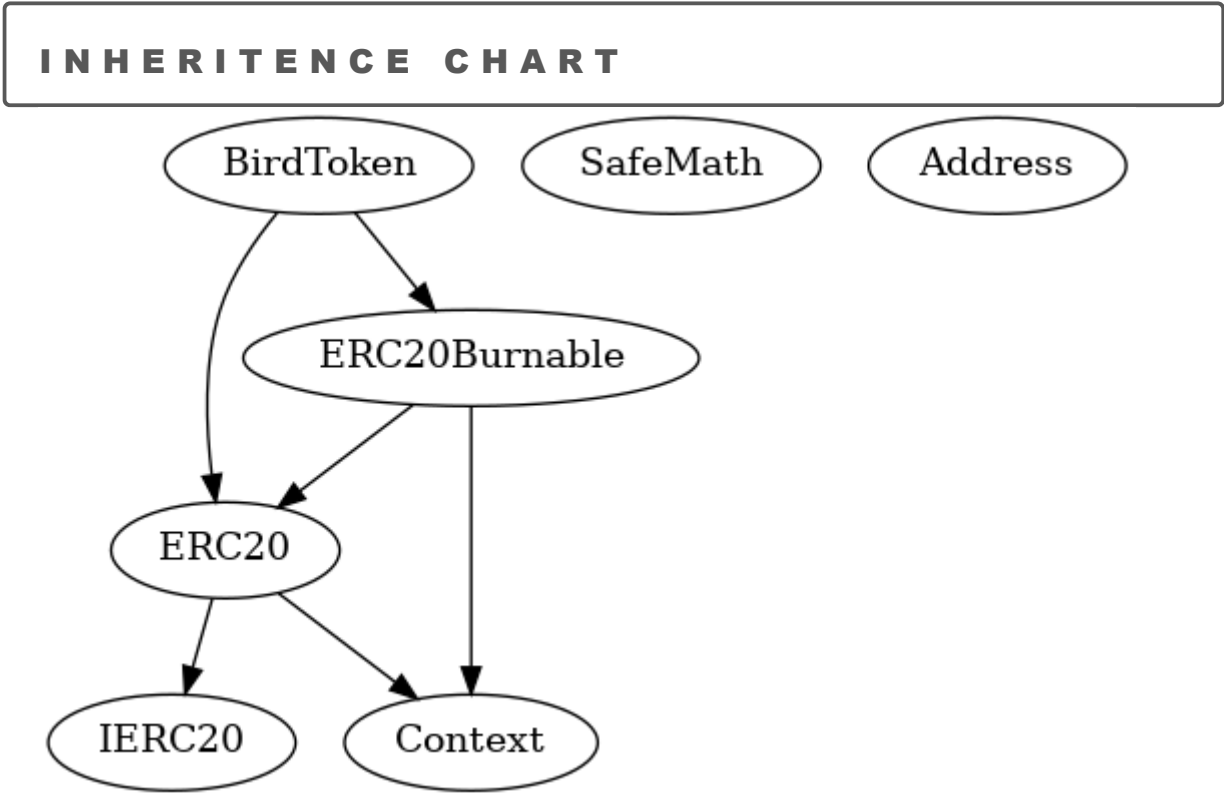 INHERITENCE CHART
BirdToken SafeMath Address
ERC20Burnable
ERC20
IERC20 Context